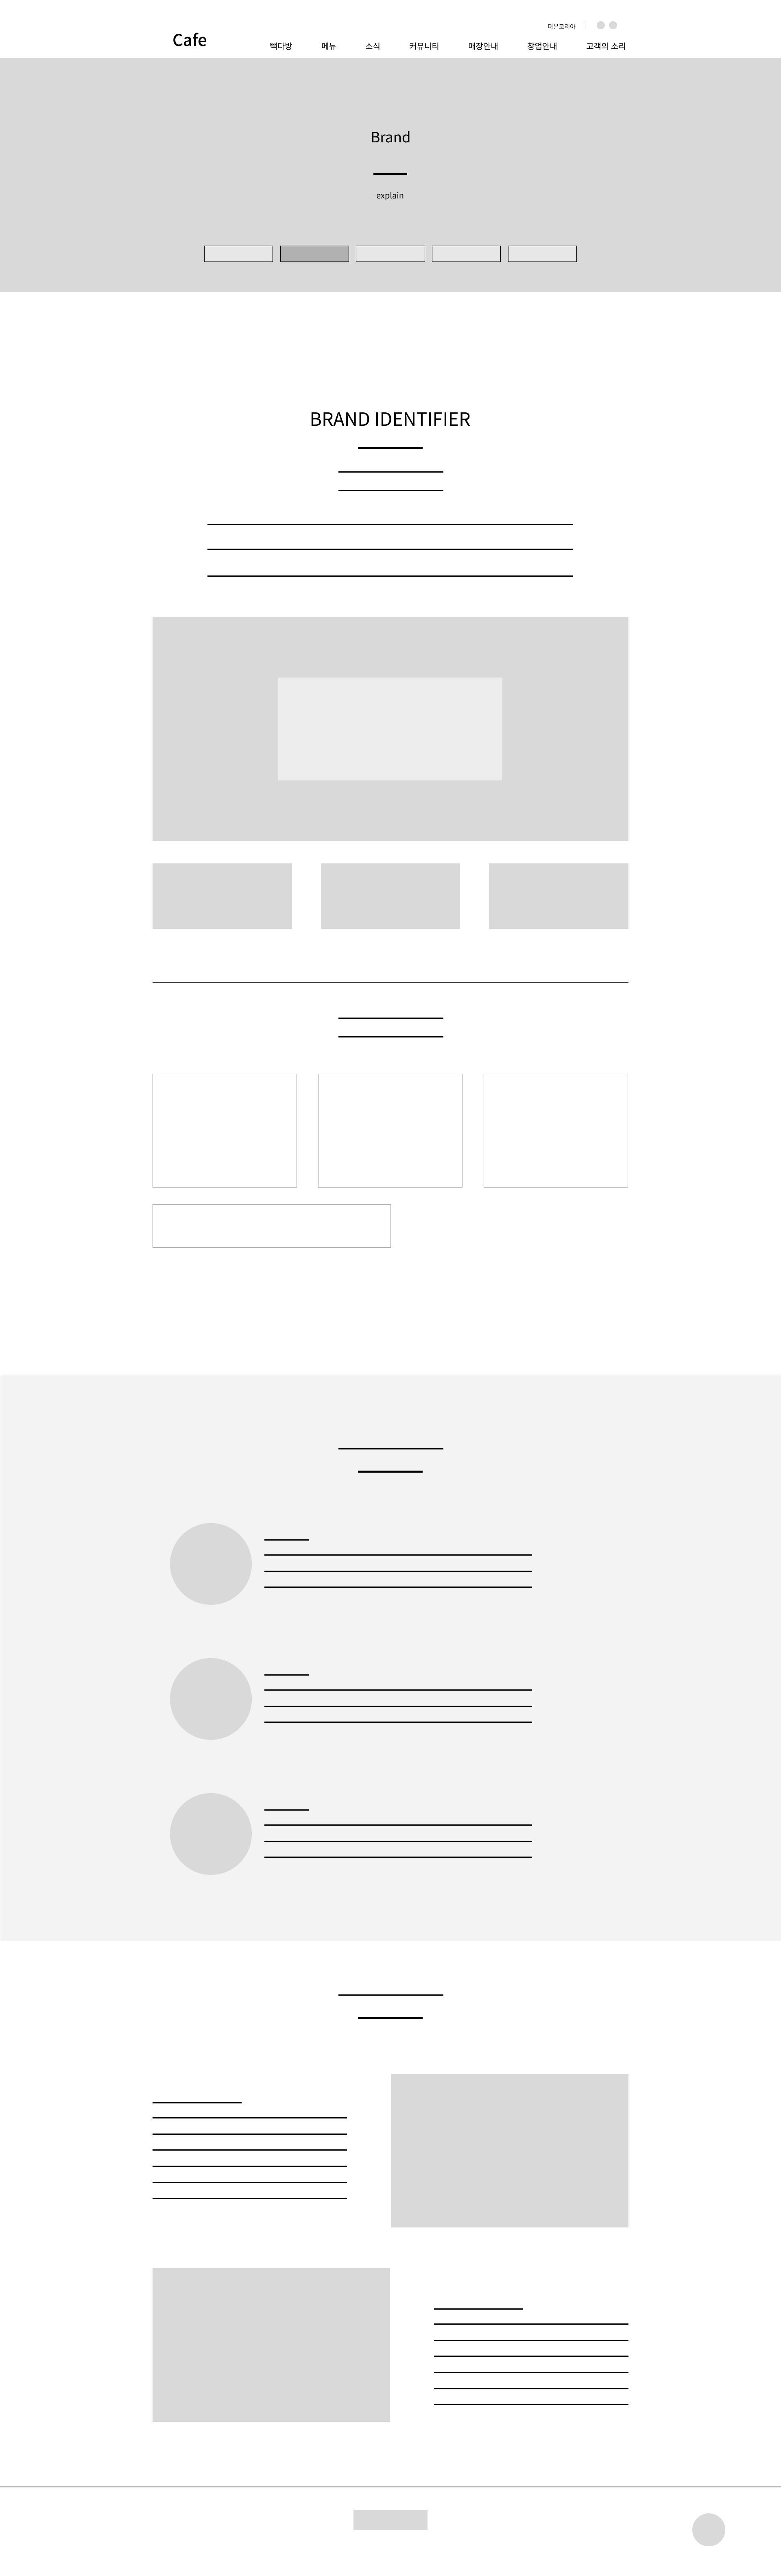 더본코리아
Cafe
빽다방 메뉴 소식 커뮤니티 매장안내 창업안내 고객의 소리
Brand
explain
BRAND IDENTIFIER